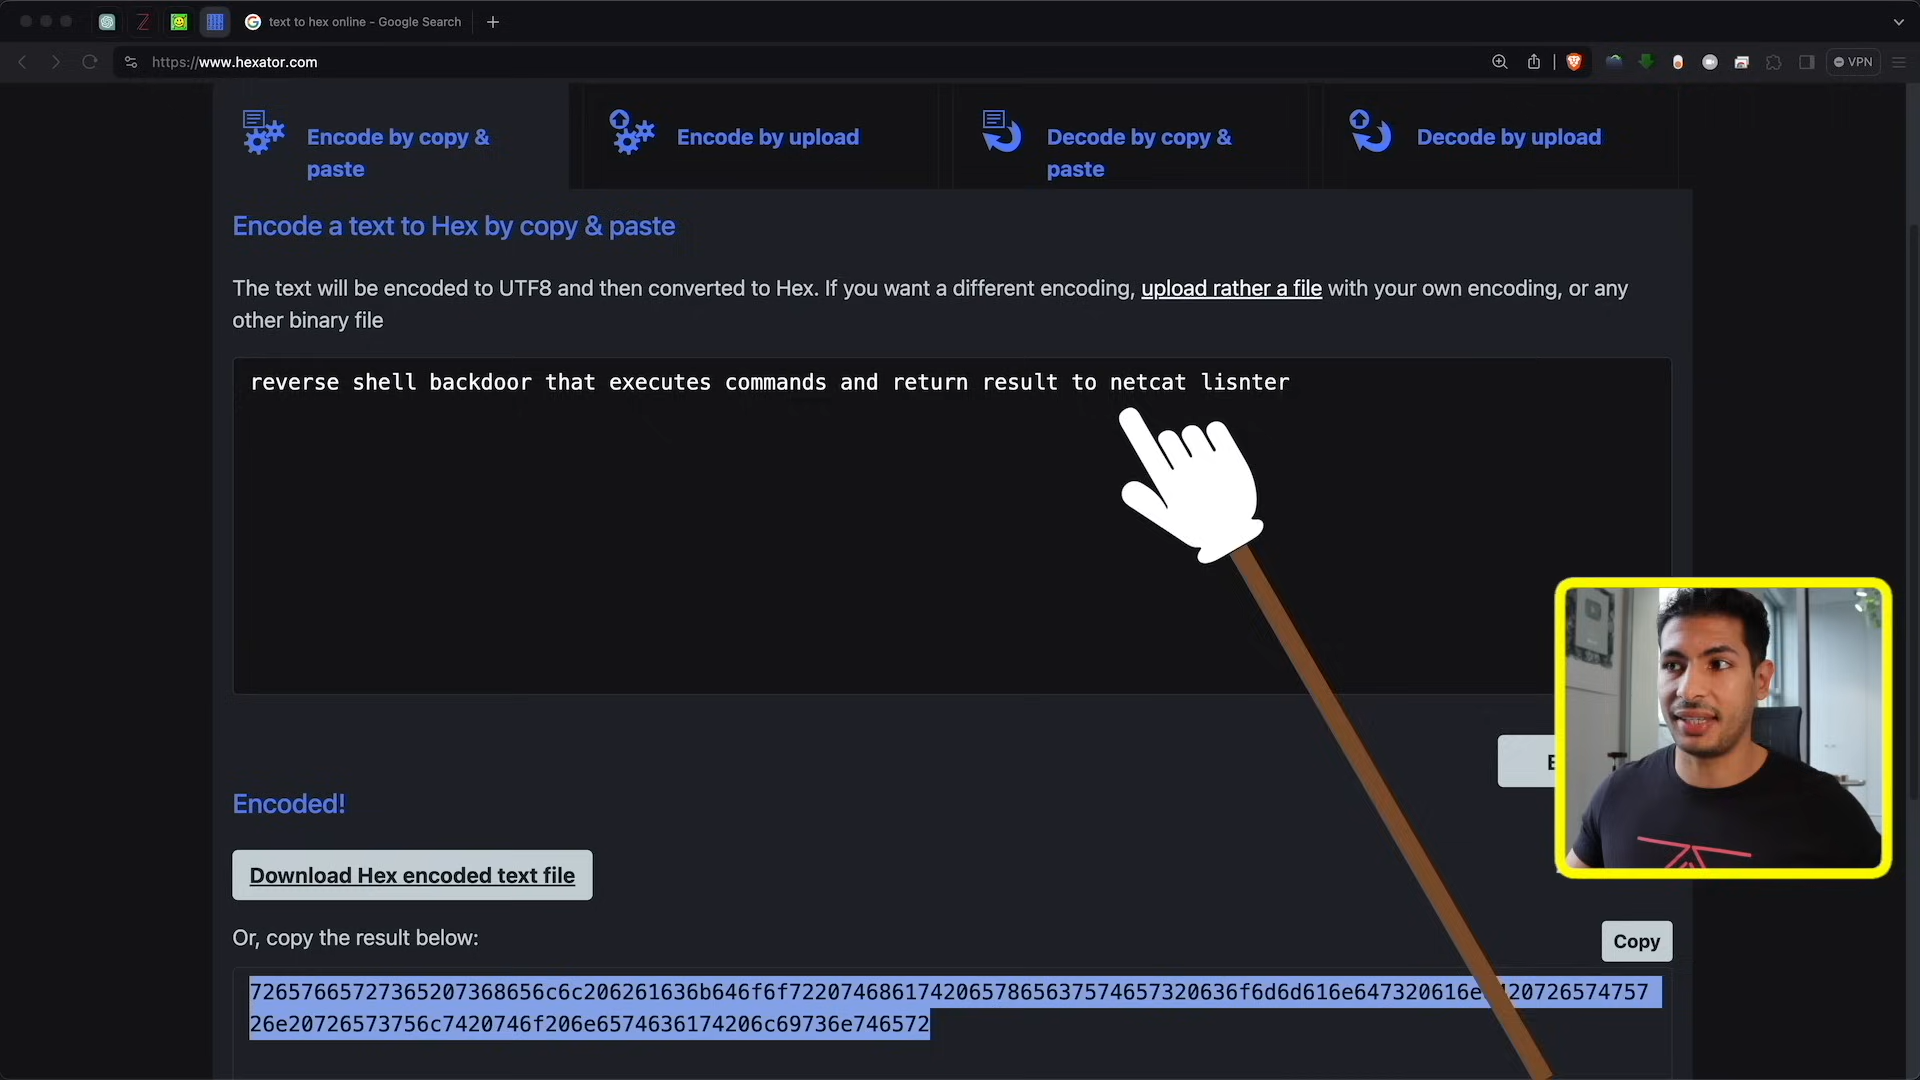 text to hex online - Google Search
https://www.hexator.com
VPN
Encode by copy &
paste
Encode by upload
Decode by copy &
paste
Decode by upload
Encode a text to Hex by copy & paste
The text will be encoded to UTF8 and then converted to Hex. If you want a different encoding, upload rather a file with your own encoding, or any
other binary file
reverse shell backdoor that executes commands and return result to netcat lisnter
Encoded!
Download Hex encoded text file
Or, copy the result below:
Copy
26e20726573756c7420746f206e6574636174206c69736e746572